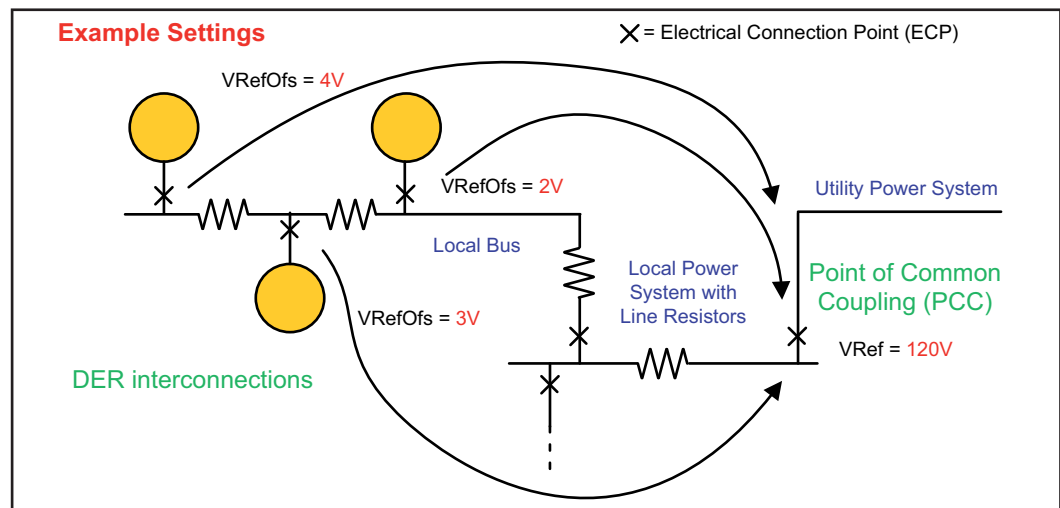 Example Settings
X = Electrical Connection Point (ECP)
VRefOfs = 4V
VRefOfs = 2V
Utility Power System
Local Bus
Local Power
System with
Line Resistors
Point of Common
Coupling (PCC)
VRefOfs = 3V
VRef = 120V
DER interconnections